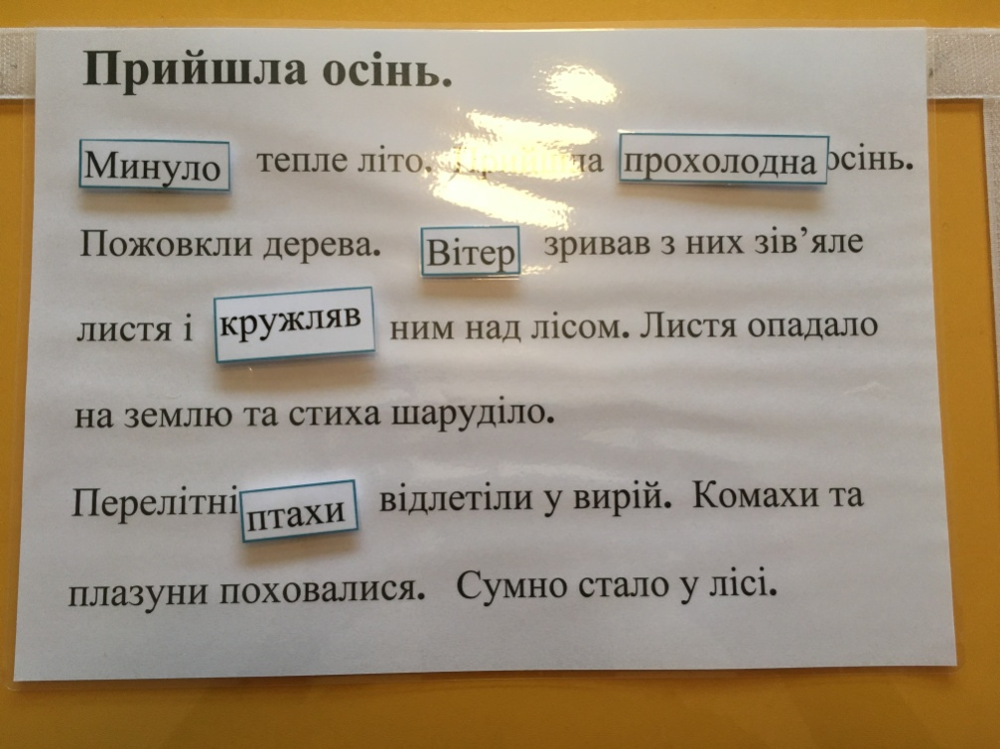 Прийшла осінь.
Минуло тепле літо. Прийшла прохолодна осінь.
Пожовкли дерева. Вітер зривав з них зів’яле
листя і кружляв ним над лісом. Листя опадало
на землю та стиха шаруділо.
Перелітні птахи відлетіли у вирій. Комахи та
плазуни поховалися. Сумно стало у лісі.